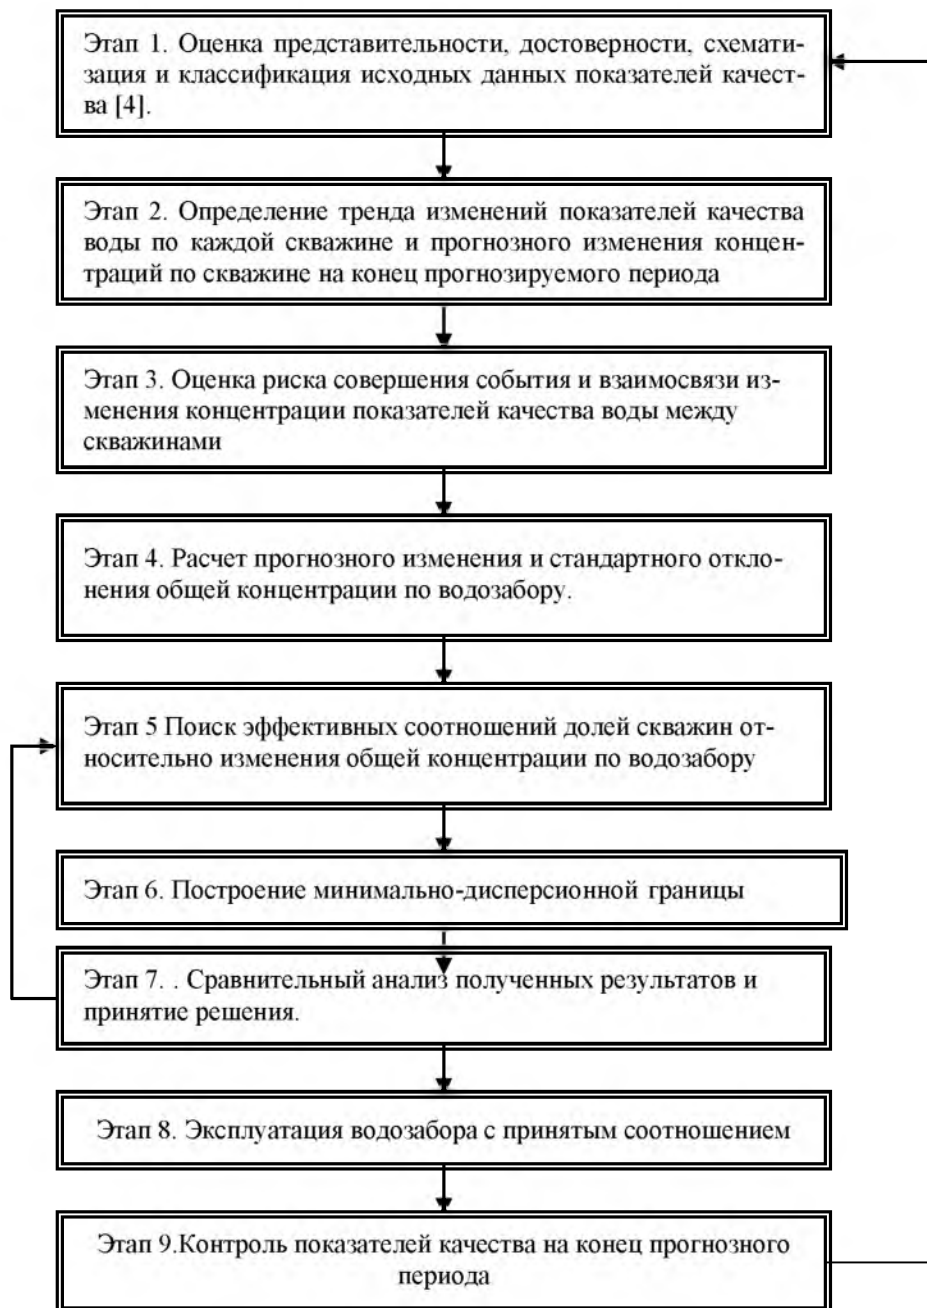 Этап 1. Оценка представительности, достоверности, схемати-
зация и классификация исходных данных показателей качест-
ва [4].
Этап 2. Определение тренда изменений показателей качества
воды по каждой скважине и прогнозного изменения концен-
траций по скважине на конец прогнозируемого периода
Этап 3. Оценка риска совершения события и взаимосвязи из-
менения концентрации показателей качества воды между
скважинами
Этап 4. Расчет прогнозного изменения и стандартного откло-
нения общей концентрации по водозабору.
Этап 5 Поиск эффективных соотношений долей скважин от-
носительно изменения общей концентрации по водозабору
Этап 6. Построение минимально-дисперсионной границы
Этап 7. . Сравнительный анализ полученных результатов и
принятие решения.
Этап 8. Эксплуатация водозабора с принятым соотношением
Этап 9.Контроль показателей качества на конец прогнозного
периода